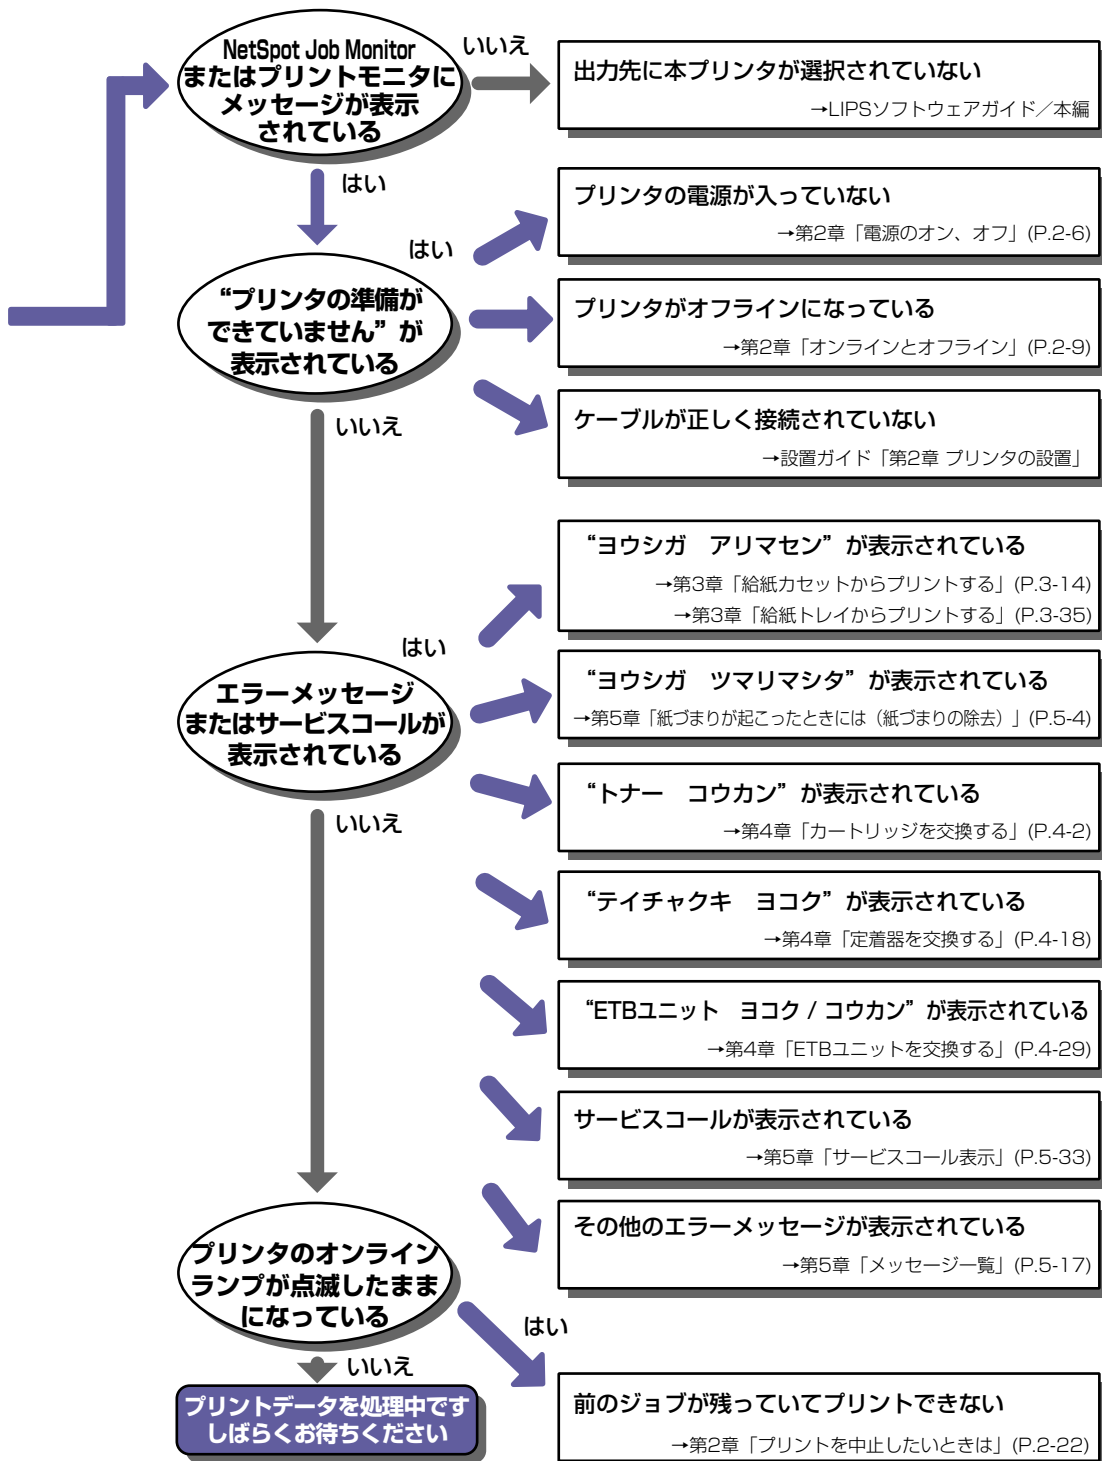 NetSpot Job Monitor
またはプリントモニタに
メッセージが表示
されている
いいえ
出力先に本プリンタが選択されていない
→LIPSソフトウェアガイド／本編
はい
はい
プリンタの電源が入っていない
→第2章「電源のオン、オフ」(P.2-6)
“プリンタの準備が
できていません”が
表示されている
プリンタがオフラインになっている
→第2章「オンラインとオフライン」(P.2-9)
いいえ
ケーブルが正しく接続されていない
→設置ガイド「第2章 プリンタの設置」
はい
“ヨウシガ　アリマセン”が表示されている
→第3章「給紙カセットからプリントする」(P.3-14)
→第3章「給紙トレイからプリントする」(P.3-35)
エラーメッセージ
またはサービスコールが
表示されている
“ヨウシガ　ツマリマシタ”が表示されている
→第5章「紙づまりが起こったときには（紙づまりの除去）」(P.5-4)
いいえ
“トナー　コウカン”が表示されている
→第4章「カートリッジを交換する」(P.4-2)
“テイチャクキ　ヨコク”が表示されている
→第4章「定着器を交換する」(P.4-18)
“ETBユニット　ヨコク / コウカン”が表示されている
→第4章「ETBユニットを交換する」(P.4-29)
サービスコールが表示されている
→第5章「サービスコール表示」(P.5-33)
その他のエラーメッセージが表示されている
→第5章「メッセージ一覧」(P.5-17)
プリンタのオンライン
ランプが点滅したまま
になっている
はい
いいえ
前のジョブが残っていてプリントできない
→第2章「プリントを中止したいときは」(P.2-22)
プリントデータを処理中です
しばらくお待ちください